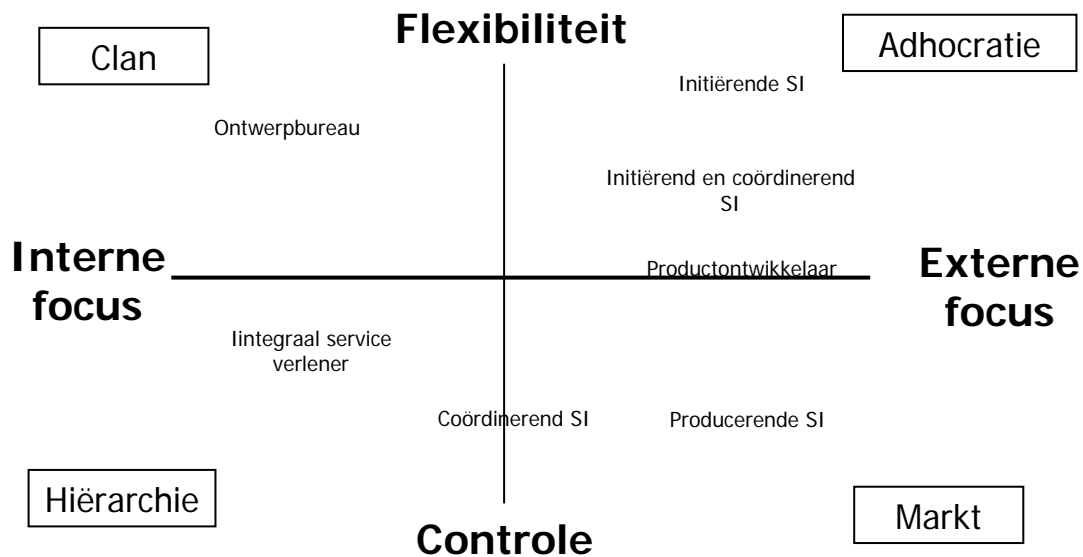 Flexibiliteit
Clan
Adhocratie
Initiërende SI
Ontwerpbureau
Initiërend en coördinerend
SI
Interne
focus
Productontwikkelaar
Externe
focus
Iintegraal service
verlener
Coördinerend SI
Producerende SI
Hiërarchie
Markt
Controle